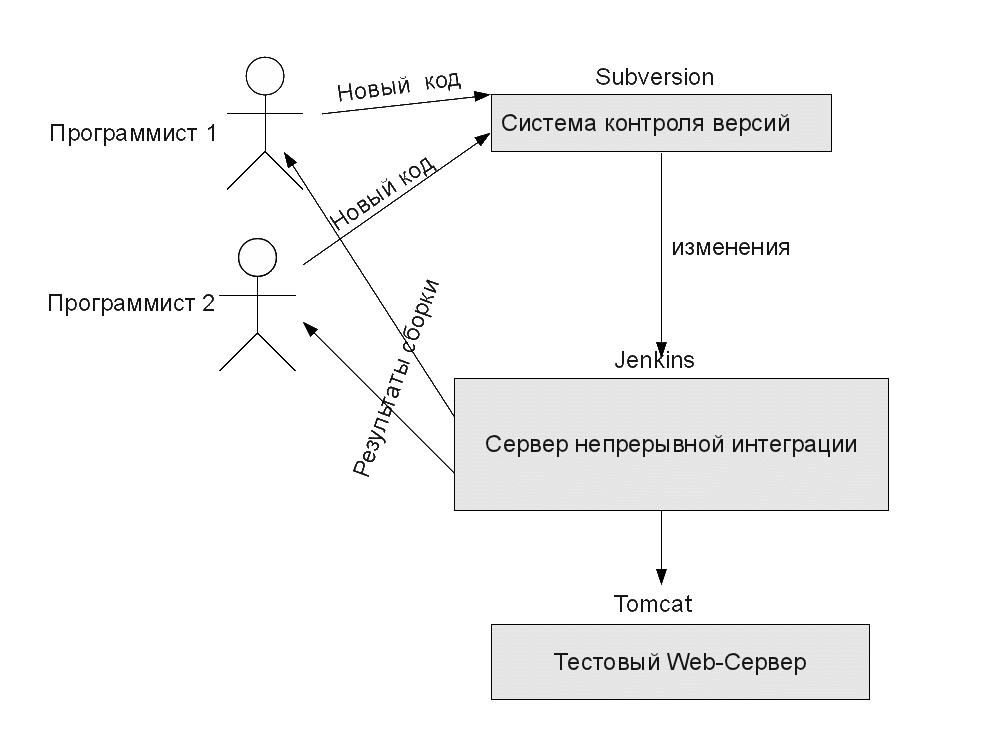 Subversion
Новый код
Система контроля версий
Программист 1
Новый код
изменения
Программист 2
Результаты сборки
Jenkins
Сервер непрерывной интеграции
Tomcat
Тестовый Web-Сервер